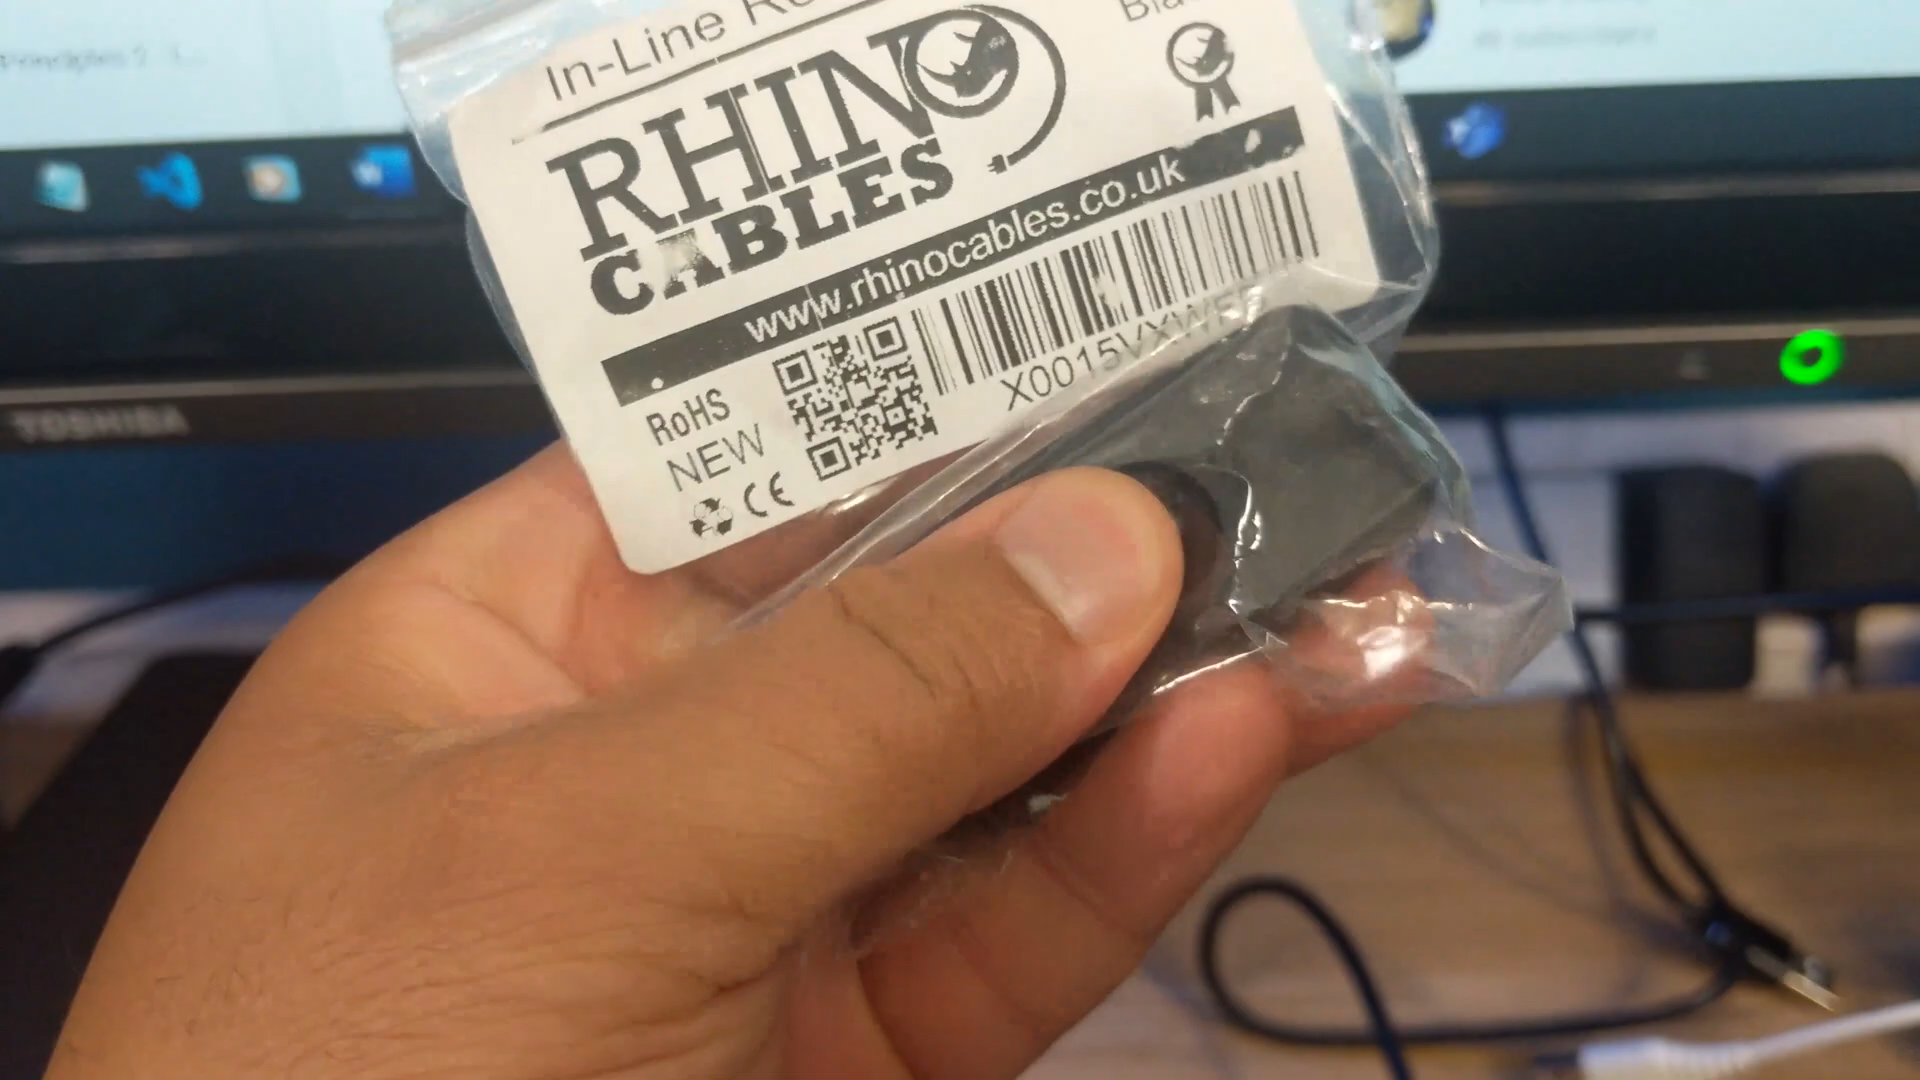 In-Line
RHINO
CABLES
www.rhinocables.co.uk
RoHS
NEW
CE
TOSHIBA